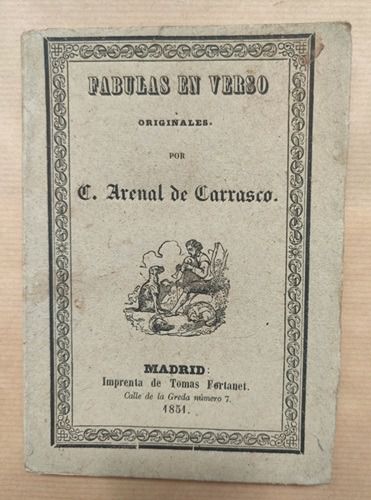 FABULAS EN VERSO
ORIGINALES.
POR
C. Arenal de Carrasco.
MADRID:
Imprenta de Tomas Fortanet.
Calle de la Greda número 7.
1851.